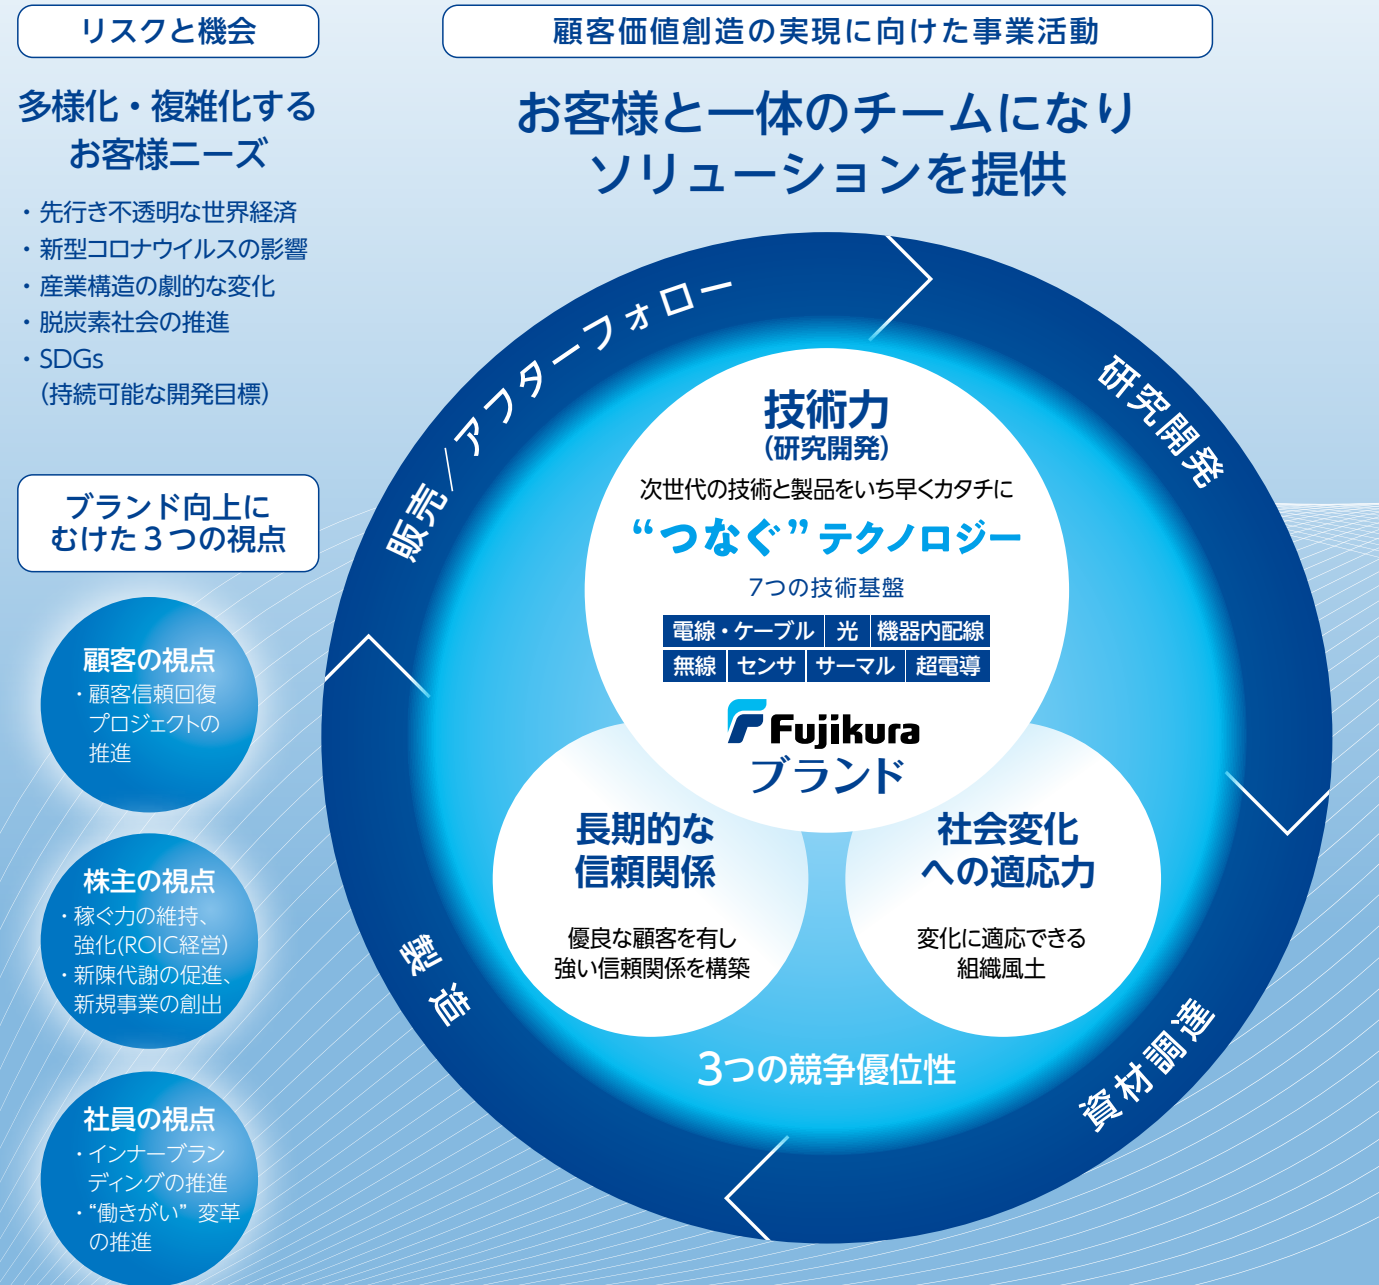 リスクと機会
多様化・複雑化する
お客様ニーズ
・先行き不透明な世界経済
・新型コロナウイルスの影響
・産業構造の劇的な変化
・脱炭素社会の推進
・SDGs
（持続可能な開発目標）
ブランド向上に
むけた３つの視点
顧客の視点
・顧客信頼回復
プロジェクトの
推進
株主の視点
・稼ぐ力の維持、
強化(ROIC経営)
・新陳代謝の促進、
新規事業の創出
社員の視点
・インナーブラン
ディングの推進
・“働きがい” 変革
の推進
顧客価値創造の実現に向けた事業活動
お客様と一体のチームになり
ソリューションを提供
販売／アフターフォロー
研究開発
資材調達
製造
技術力
（研究開発）
次世代の技術と製品をいち早くカタチに
“つなぐ” テクノロジー
7つの技術基盤
電線・ケーブル 光 機器内配線
無線 センサ サーマル 超電導
Fujikura
ブランド
長期的な
信頼関係
優良な顧客を有し
強い信頼関係を構築
社会変化
への適応力
変化に適応できる
組織風土
3つの競争優位性